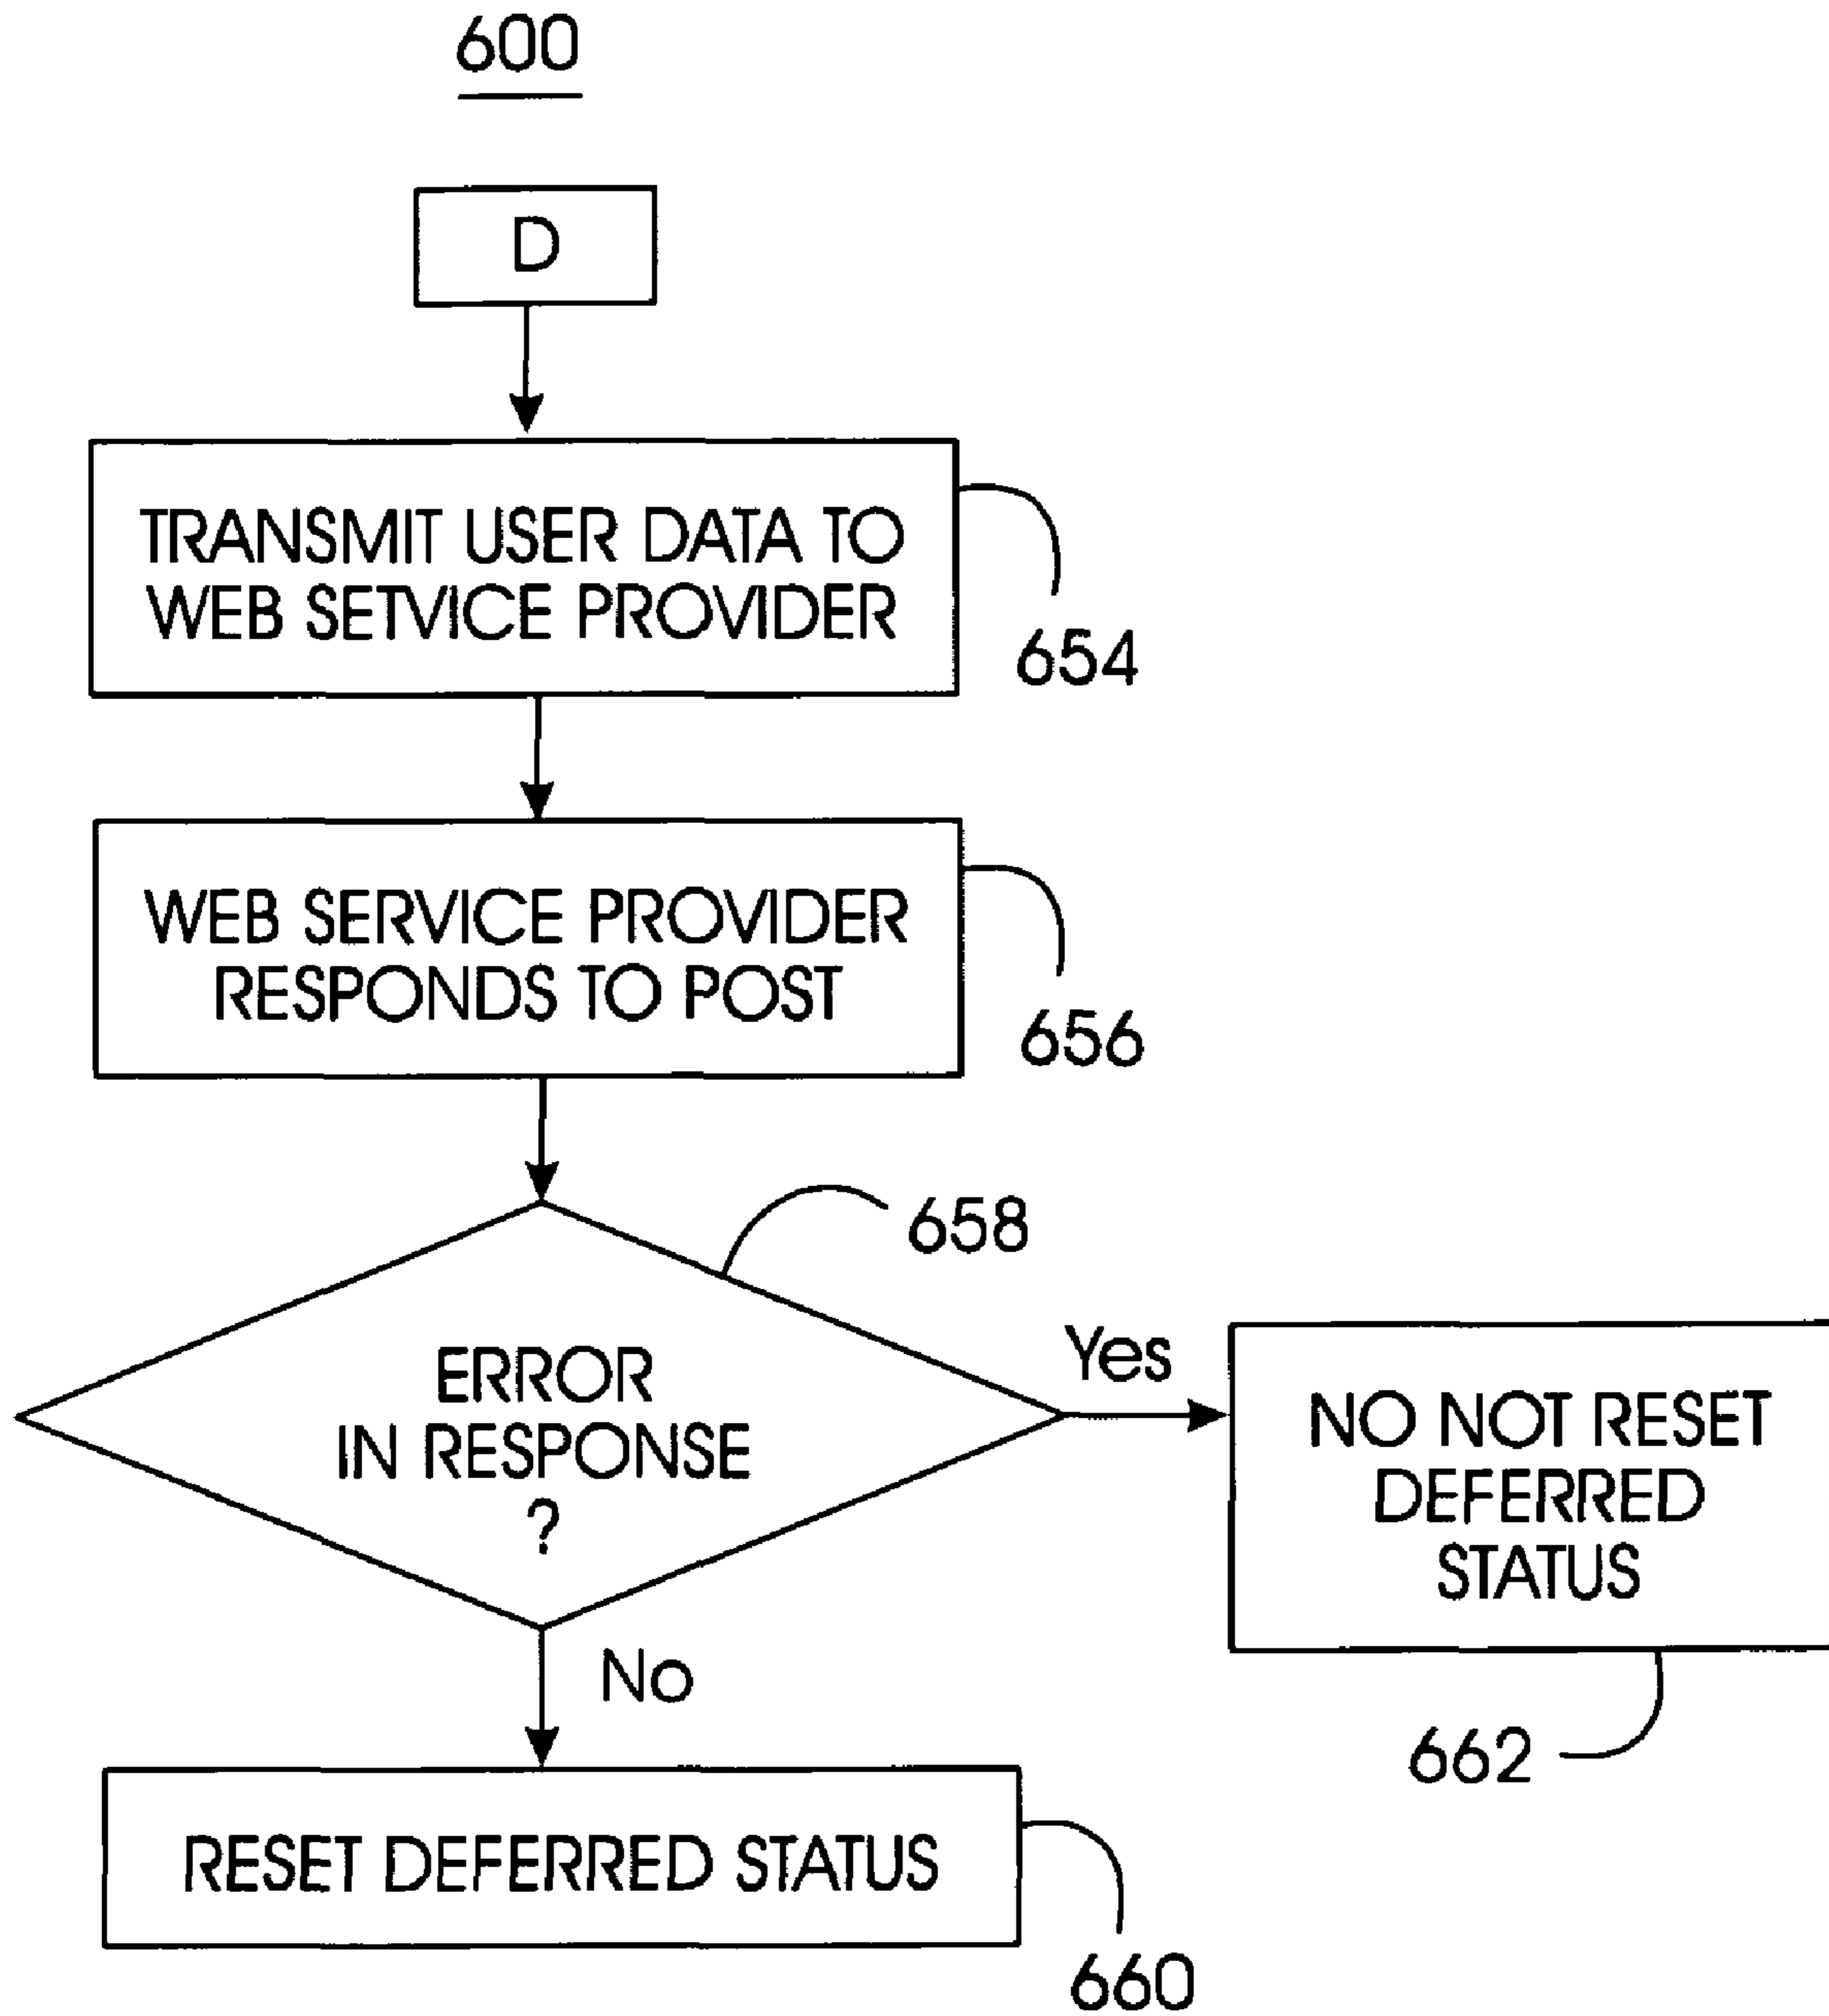 600
D
TRANSMIT USER DATA TO
WEB SETVICE PROVIDER
654
WEB SERVICE PROVIDER
RESPONDS TO POST
656
658
ERROR
IN RESPONSE
?
Yes
NO NOT RESET
DEFERRED
STATUS
662
No
RESET DEFERRED STATUS
660